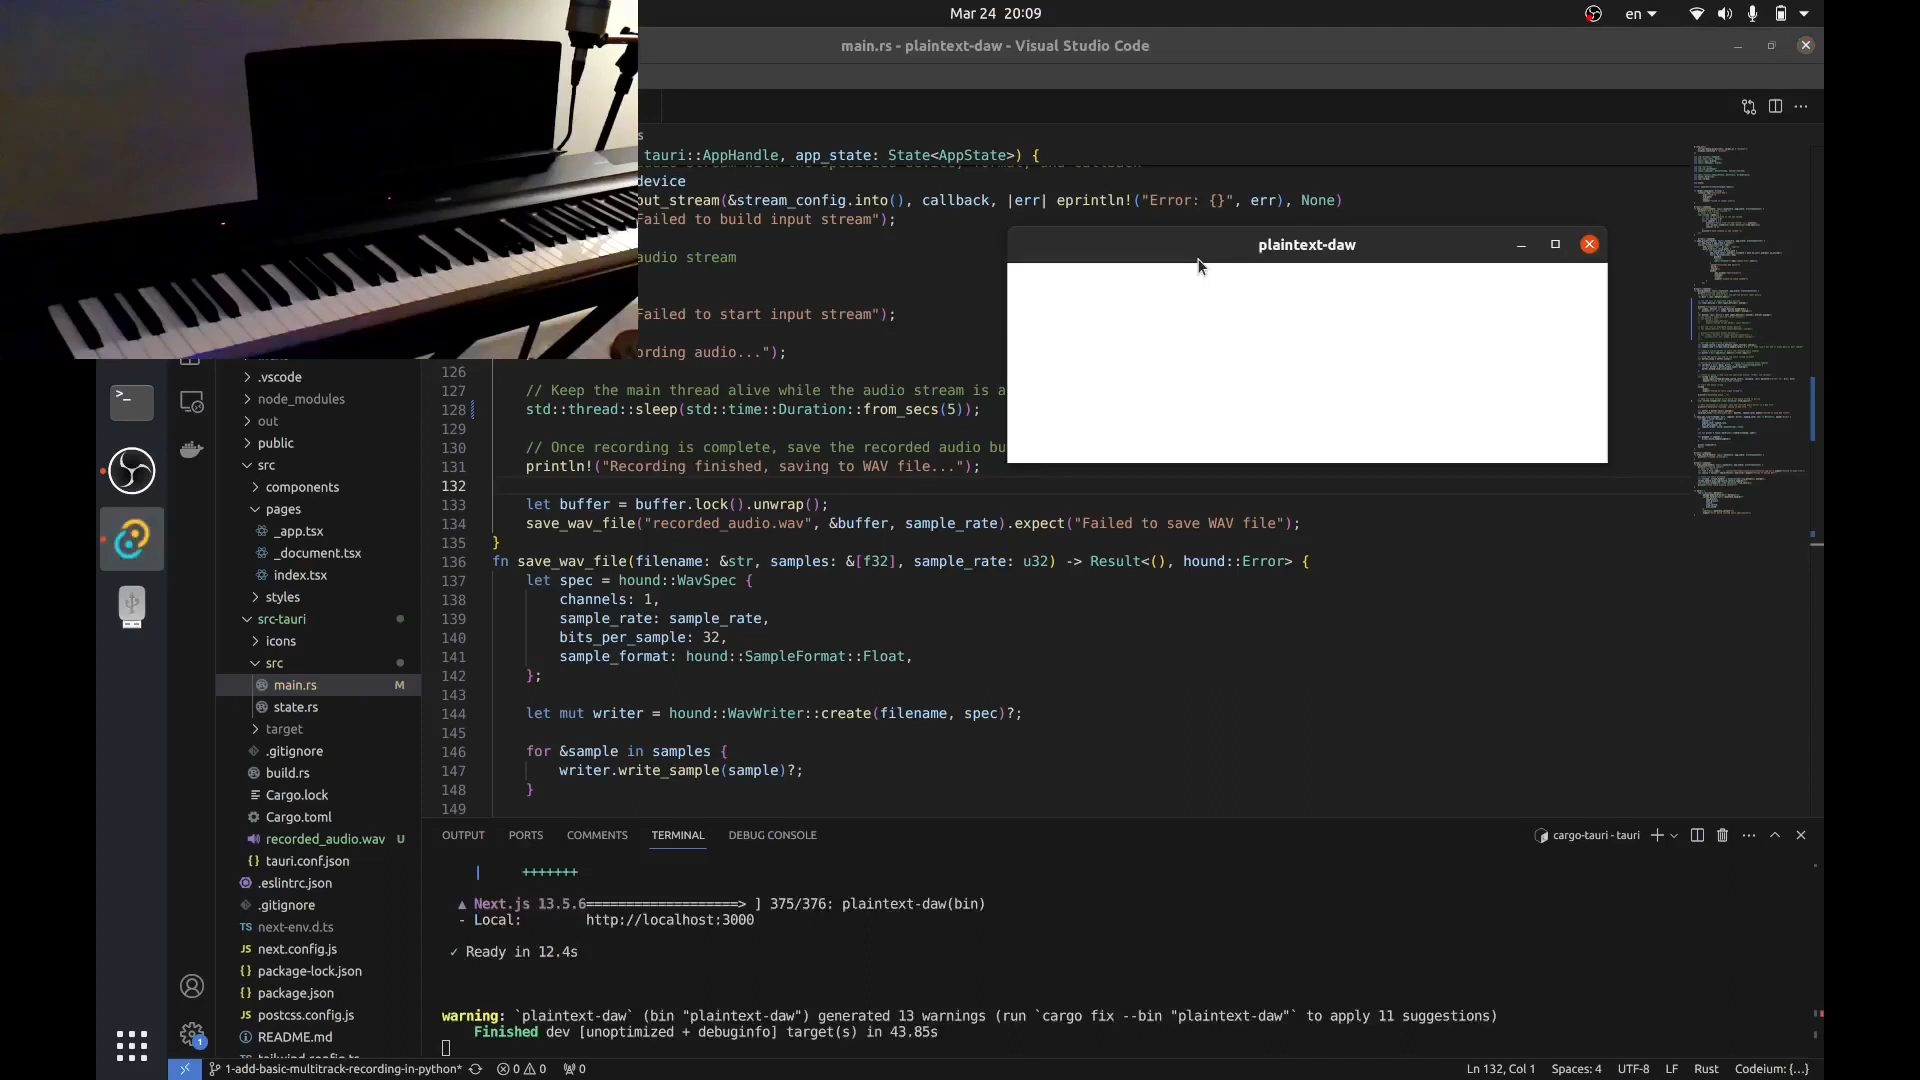 Mar 24 20:09
en
main.rs - plaintext-daw - Visual Studio Code
s
tauri::AppHandle, app_state: State<AppState>) {
device
out_stream(&stream_config.into(), callback, |err| eprintln!("Error: {}", err), None)
Failed to build input stream");
audio stream
Failed to start input stream");
ording audio...");
plaintext-daw
126
127 // Keep the main thread alive while the audio stream is a
128 std::thread::sleep(std::time::Duration::from_secs(5));
129
130 // Once recording is complete, save the recorded audio bu
131 println!("Recording finished, saving to WAV file...");
132
133 let buffer = buffer.lock().unwrap();
134 save_wav_file("recorded_audio.wav", &buffer, sample_rate).expect("Failed to save WAV file");
135 }
136 fn save_wav_file(filename: &str, samples: &[f32], sample_rate: u32) -> Result<(), hound::Error> {
137 let spec = hound::WavSpec {
138 channels: 1,
139 sample_rate: sample_rate,
140 bits_per_sample: 32,
141 sample_format: hound::SampleFormat::Float,
142 };
143
144 let mut writer = hound::WavWriter::create(filename, spec)?;
145
146 for &sample in samples {
147 writer.write_sample(sample)?;
148 }
149
.vscode
node_modules
out
public
src
components
pages
_app.tsx
_document.tsx
index.tsx
styles
src-tauri
icons
src
main.rs M
state.rs
target
.gitignore
build.rs
Cargo.lock
Cargo.toml
recorded_audio.wav U
tauri.conf.json
.eslintrc.json
.gitignore
TS next-env.d.ts
JS next.config.js
{} package-lock.json
{} package.json
JS postcss.config.js
README.md
tailwind.config.ts
OUTPUT PORTS COMMENTS TERMINAL DEBUG CONSOLE
cargo-tauri - tauri
| +++++++
▲ Next.js 13.5.6===================> ] 375/376: plaintext-daw(bin)
- Local: http://localhost:3000
✓ Ready in 12.4s
warning: `plaintext-daw` (bin "plaintext-daw") generated 13 warnings (run `cargo fix --bin "plaintext-daw"` to apply 11 suggestions)
Finished dev [unoptimized + debuginfo] target(s) in 43.85s
1
1-add-basic-multitrack-recording-in-python* 0 0 0
Ln 132, Col 1 Spaces: 4 UTF-8 LF Rust Codeium: {...}